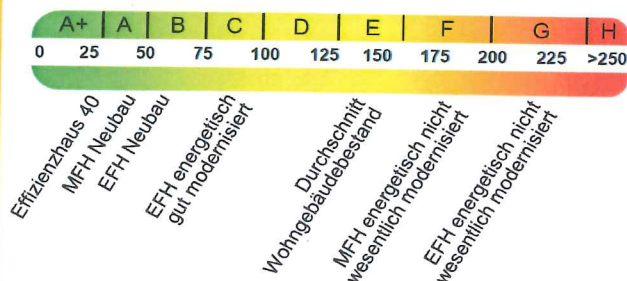 A+ A B C D E F G H
0 25 50 75 100 125 150 175 200 225 >250
Effizienzhaus 40
MFH Neubau
EFH Neubau
EFH energetisch
gut modernisiert
Durchschnitt
Wohngebäudebestand
MFH energetisch nicht
wesentlich modernisiert
EFH energetisch nicht
wesentlich modernisiert